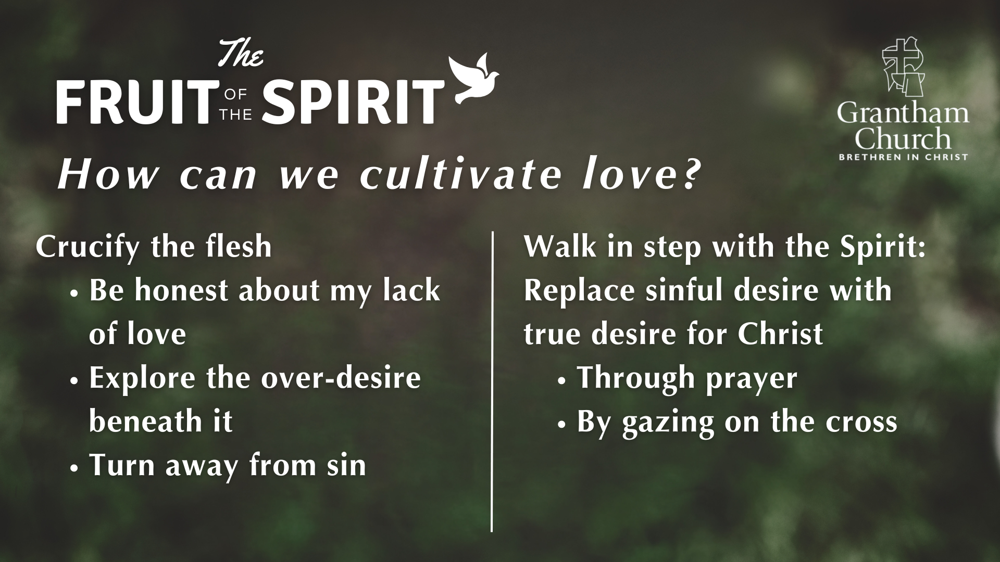 The
FRUIT OF THE SPIRIT
Grantham
Church
BRETHREN IN CHRIST
How can we cultivate love?
Crucify the flesh
• Be honest about my lack
of love
• Explore the over-desire
beneath it
• Turn away from sin
Walk in step with the Spirit:
Replace sinful desire with
true desire for Christ
• Through prayer
• By gazing on the cross